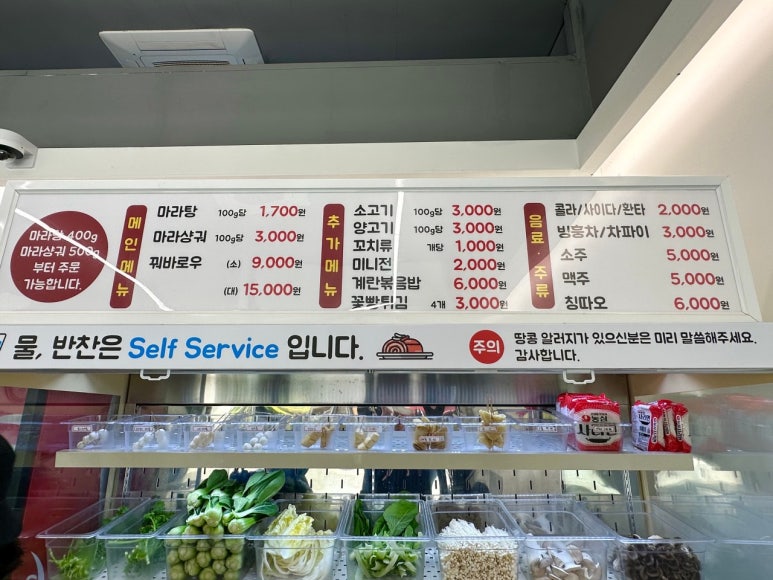 마라탕 400g
마라샹궈 500g
부터 주문
가능합니다.
메인메뉴
마라탕 100g당 1,700원
마라샹궈 100g당 3,000원
꿔바로우 (소) 9,000원
(대) 15,000원
추가메뉴
소고기 100g당 3,000원
양고기 100g당 3,000원
꼬치류 개당 1,000원
미니전 2,000원
계란볶음밥 6,000원
꽃빵튀김 4개 3,000원
음료·주류
콜라/사이다/환타 2,000원
빙홍차/차파이 3,000원
소주 5,000원
맥주 5,000원
칭따오 6,000원
물, 반찬은 Self Service 입니다.
주의
땅콩 알러지가 있으신분은 미리 말씀해주세요.
감사합니다.